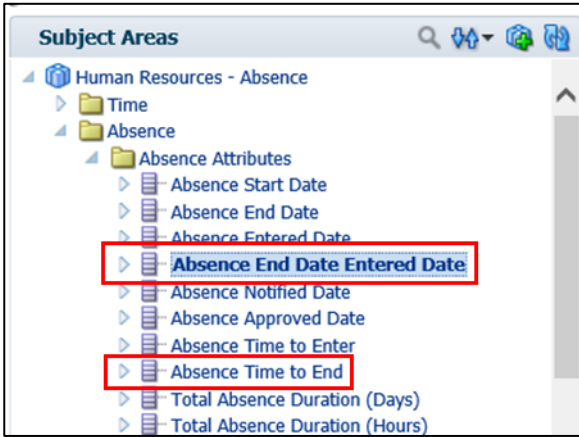 Subject Areas
Human Resources - Absence
Time
Absence
Absence Attributes
Absence Start Date
Absence End Date
Absence Entered Date
Absence End Date Entered Date
Absence Notified Date
Absence Approved Date
Absence Time to Enter
Absence Time to End
Total Absence Duration (Days)
Total Absence Duration (Hours)